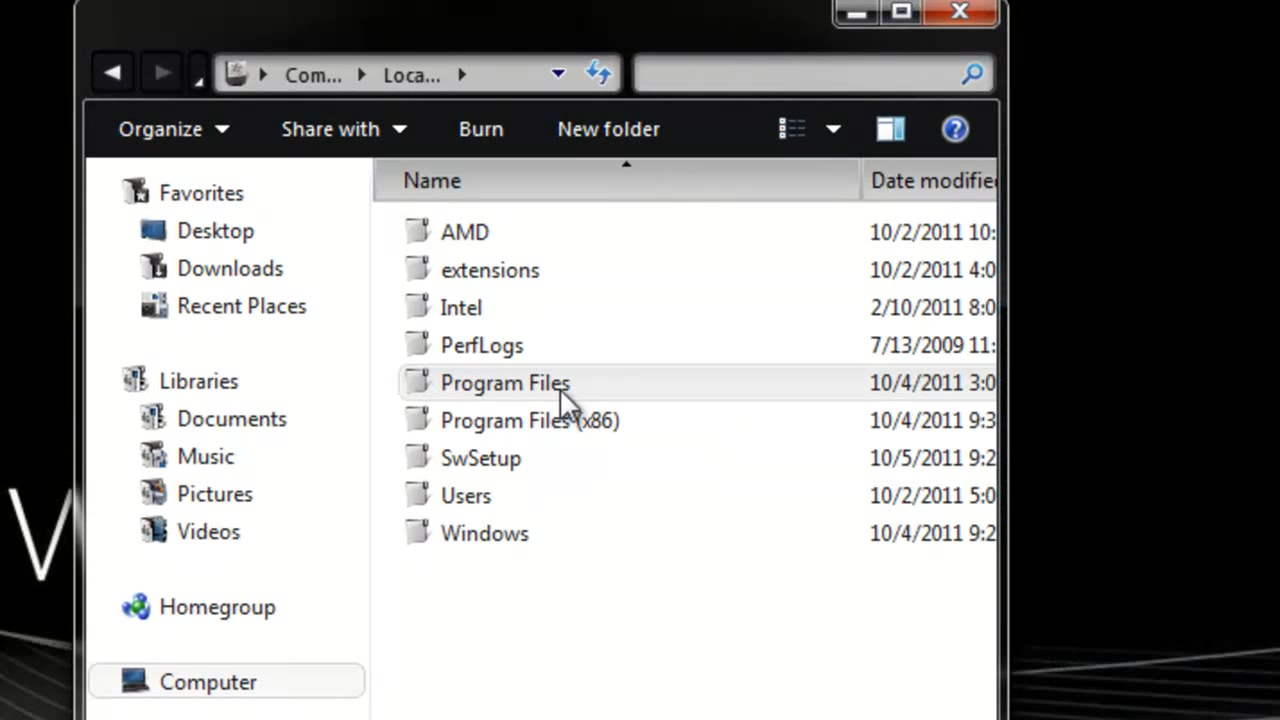 Com... Loca...
Organize Share with Burn New folder
Name Date modifie
Favorites
Desktop
Downloads
Recent Places
Libraries
Documents
Music
Pictures
Videos
Homegroup
Computer
AMD 10/2/2011 10:
extensions 10/2/2011 4:0
Intel 2/10/2011 8:0
PerfLogs 7/13/2009 11:
Program Files 10/4/2011 3:0
Program Files (x86) 10/4/2011 9:3
SwSetup 10/5/2011 9:2
Users 10/2/2011 5:0
Windows 10/4/2011 9:2
V